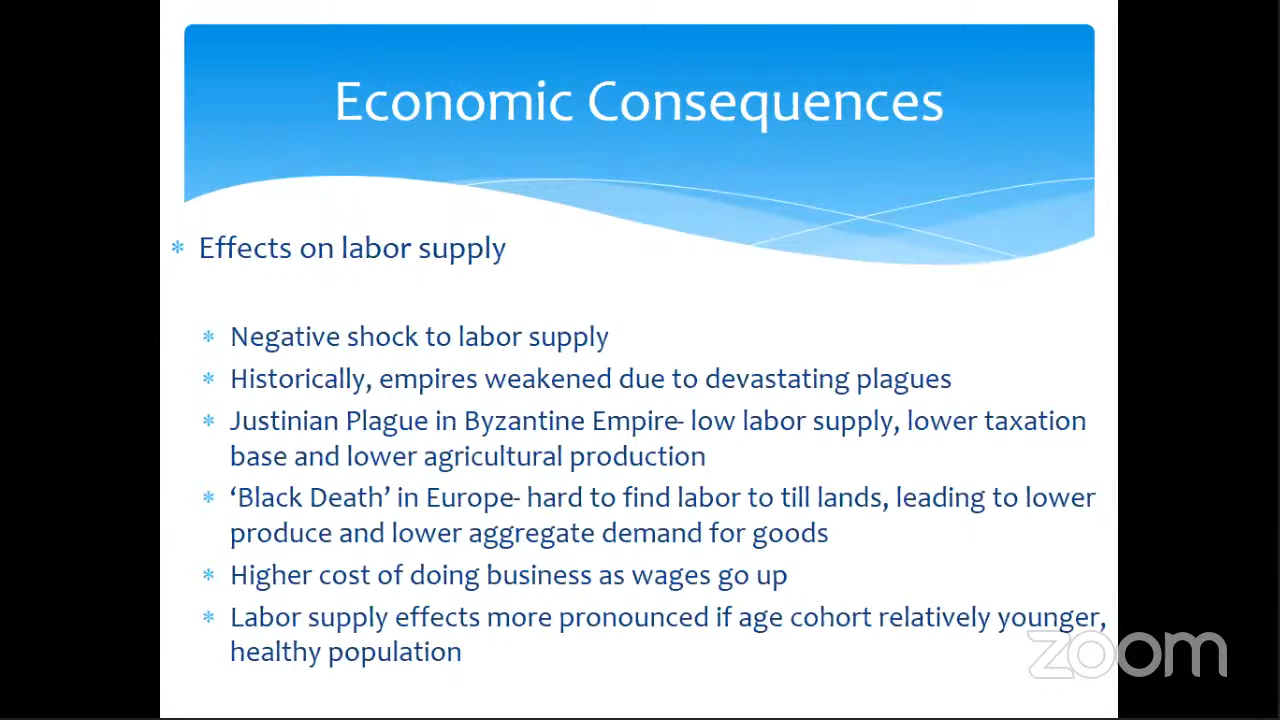 Economic Consequences
* Effects on labor supply
* Negative shock to labor supply
* Historically, empires weakened due to devastating plagues
* Justinian Plague in Byzantine Empire- low labor supply, lower taxation
base and lower agricultural production
* ‘Black Death’ in Europe- hard to find labor to till lands, leading to lower
produce and lower aggregate demand for goods
* Higher cost of doing business as wages go up
* Labor supply effects more pronounced if age cohort relatively younger,
healthy population
zoom